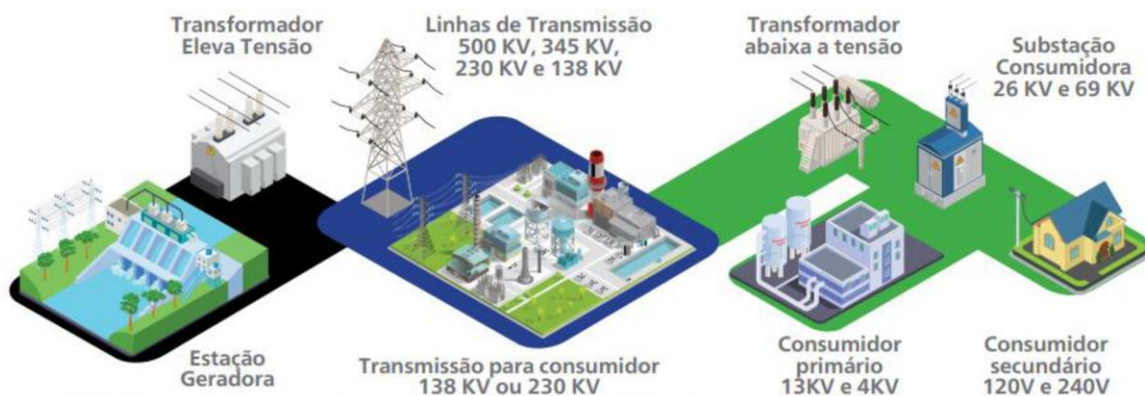 Transformador
Eleva Tensão
Linhas de Transmissão
500 KV, 345 KV,
230 KV e 138 KV
Transformador
abaixa a tensão
Substação
Consumidora
26 KV e 69 KV
Estação
Geradora
Transmissão para consumidor
138 KV ou 230 KV
Consumidor
primário
13KV e 4KV
Consumidor
secundário
120V e 240V